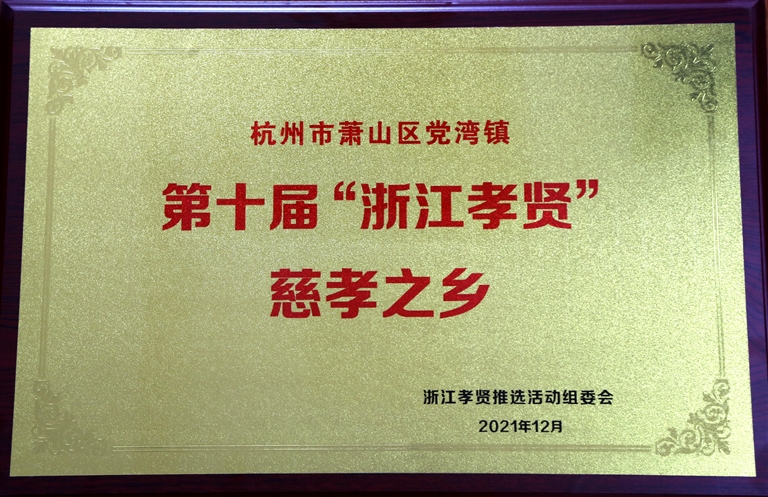 杭州市萧山区党湾镇
第十届“浙江孝贤”
慈孝之乡
浙江孝贤推选活动组委会
2021年12月